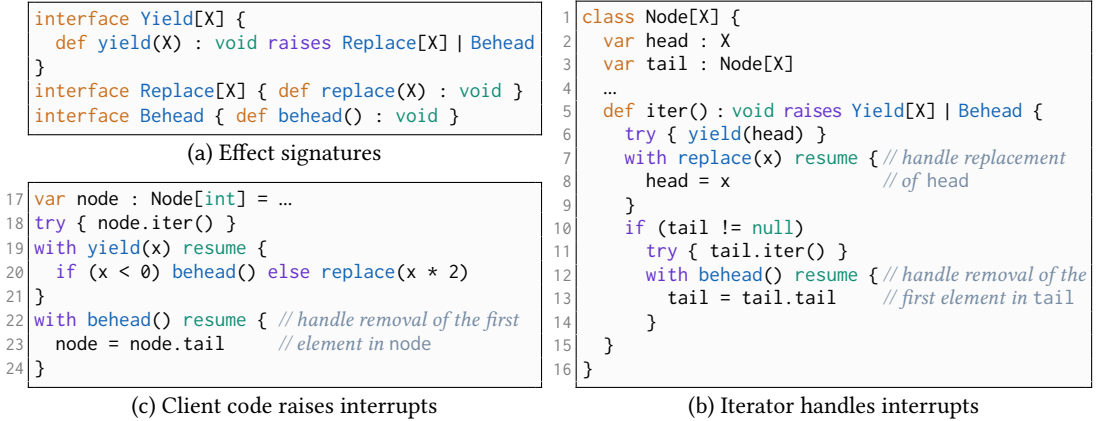 interface Yield[X] {
def yield(X) : void raises Replace[X] | Behead
}
interface Replace[X] { def replace(X) : void }
interface Behead { def behead() : void }
(a) Effect signatures
17 var node : Node[int] = …
18 try { node.iter() }
19 with yield(x) resume {
20 if (x < 0) behead() else replace(x * 2)
21 }
22 with behead() resume { // handle removal of the first
23 node = node.tail // element in node
24 }
(c) Client code raises interrupts
1 class Node[X] {
2 var head : X
3 var tail : Node[X]
4 …
5 def iter() : void raises Yield[X] | Behead {
6 try { yield(head) }
7 with replace(x) resume { // handle replacement
8 head = x // of head
9 }
10 if (tail != null)
11 try { tail.iter() }
12 with behead() resume { // handle removal of the
13 tail = tail.tail // first element in tail
14 }
15 }
16 }
(b) Iterator handles interrupts